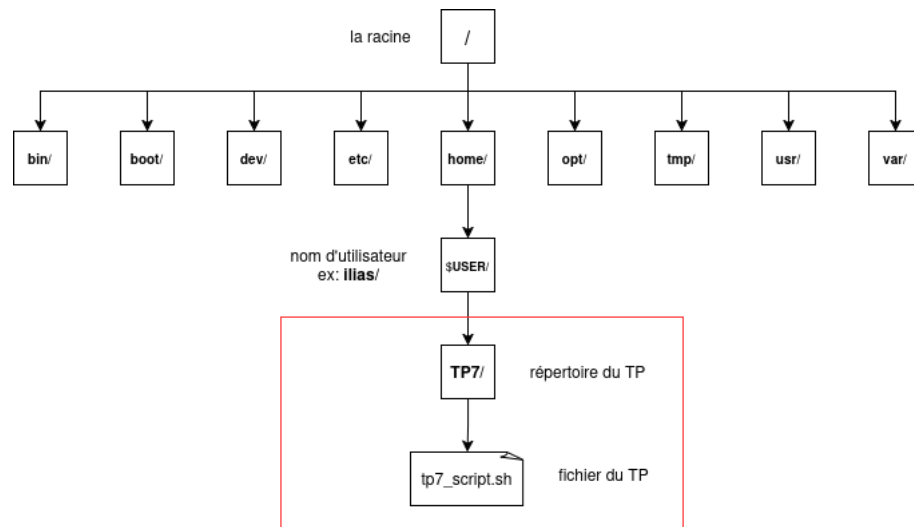 la racine
/
bin/
boot/
dev/
etc/
home/
opt/
tmp/
usr/
var/
nom d'utilisateur
ex: ilias/
$USER/
TP7/
répertoire du TP
tp7_script.sh
fichier du TP